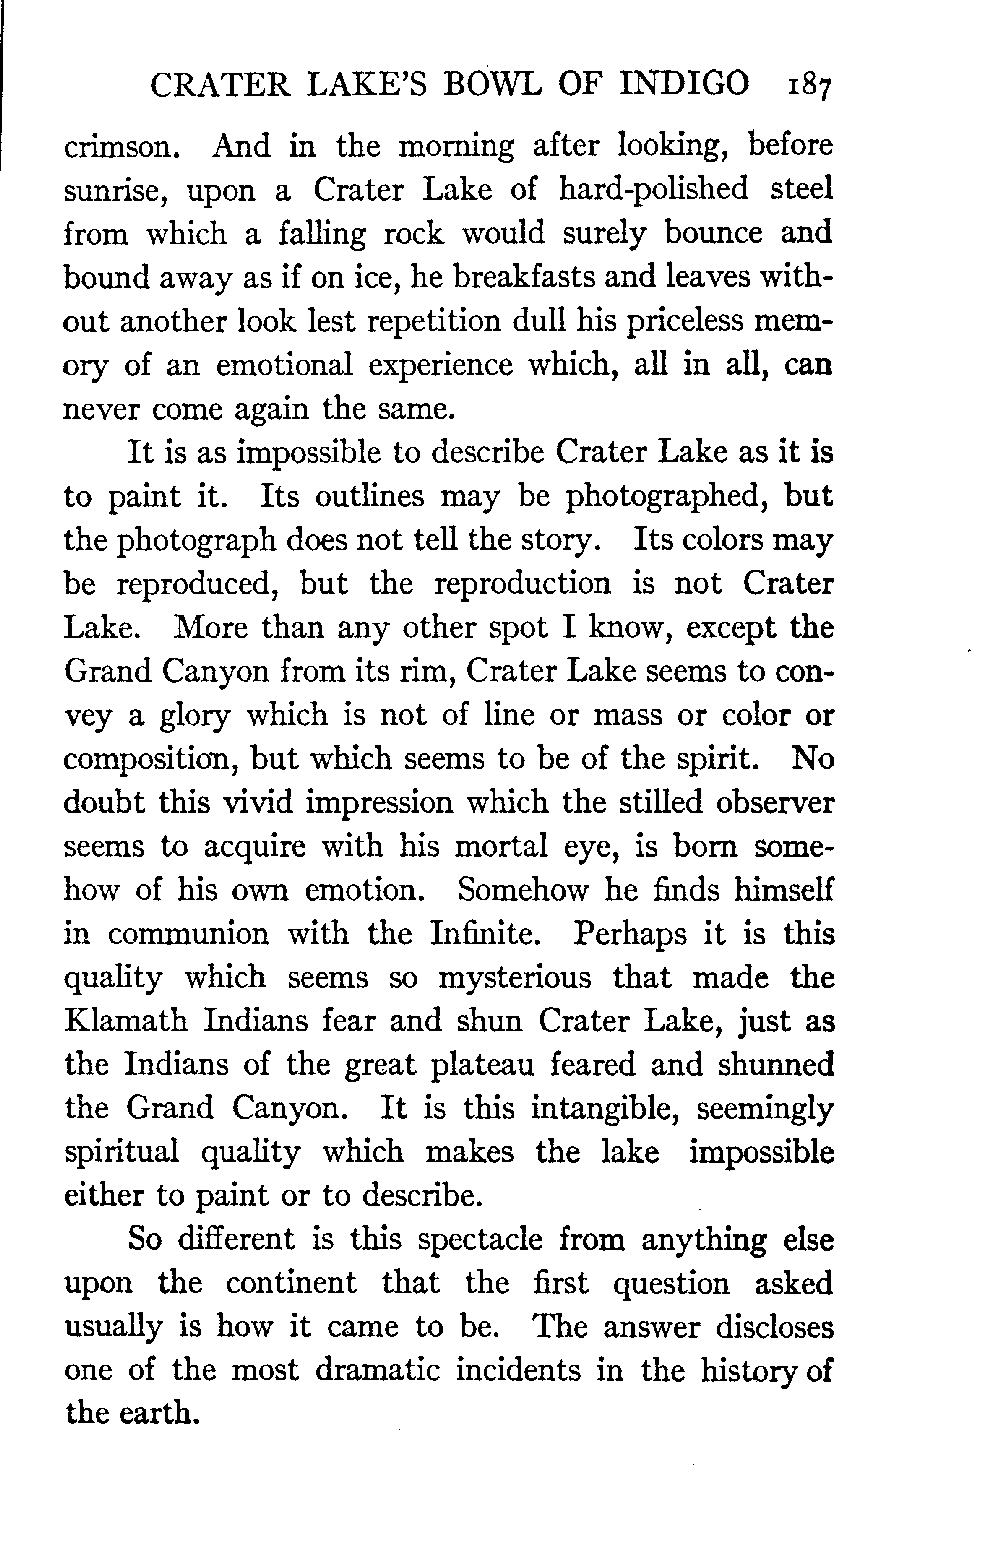 CRATER LAKE'S BOWL OF INDIGO 187
crimson. And in the morning after looking, before
sunrise, upon a Crater Lake of hard-polished steel
from which a falling rock would surely bounce and
bound away as if on ice, he breakfasts and leaves with-
out another look lest repetition dull his priceless mem-
ory of an emotional experience which, all in all, can
never come again the same.
It is as impossible to describe Crater Lake as it is
to paint it. Its outlines may be photographed, but
the photograph does not tell the story. Its colors may
be reproduced, but the reproduction is not Crater
Lake. More than any other spot I know, except the
Grand Canyon from its rim, Crater Lake seems to con-
vey a glory which is not of line or mass or color or
composition, but which seems to be of the spirit. No
doubt this vivid impression which the stilled observer
seems to acquire with his mortal eye, is born some-
how of his own emotion. Somehow he finds himself
in communion with the Infinite. Perhaps it is this
quality which seems so mysterious that made the
Klamath Indians fear and shun Crater Lake, just as
the Indians of the great plateau feared and shunned
the Grand Canyon. It is this intangible, seemingly
spiritual quality which makes the lake impossible
either to paint or to describe.
So different is this spectacle from anything else
upon the continent that the first question asked
usually is how it came to be. The answer discloses
one of the most dramatic incidents in the history of
the earth.